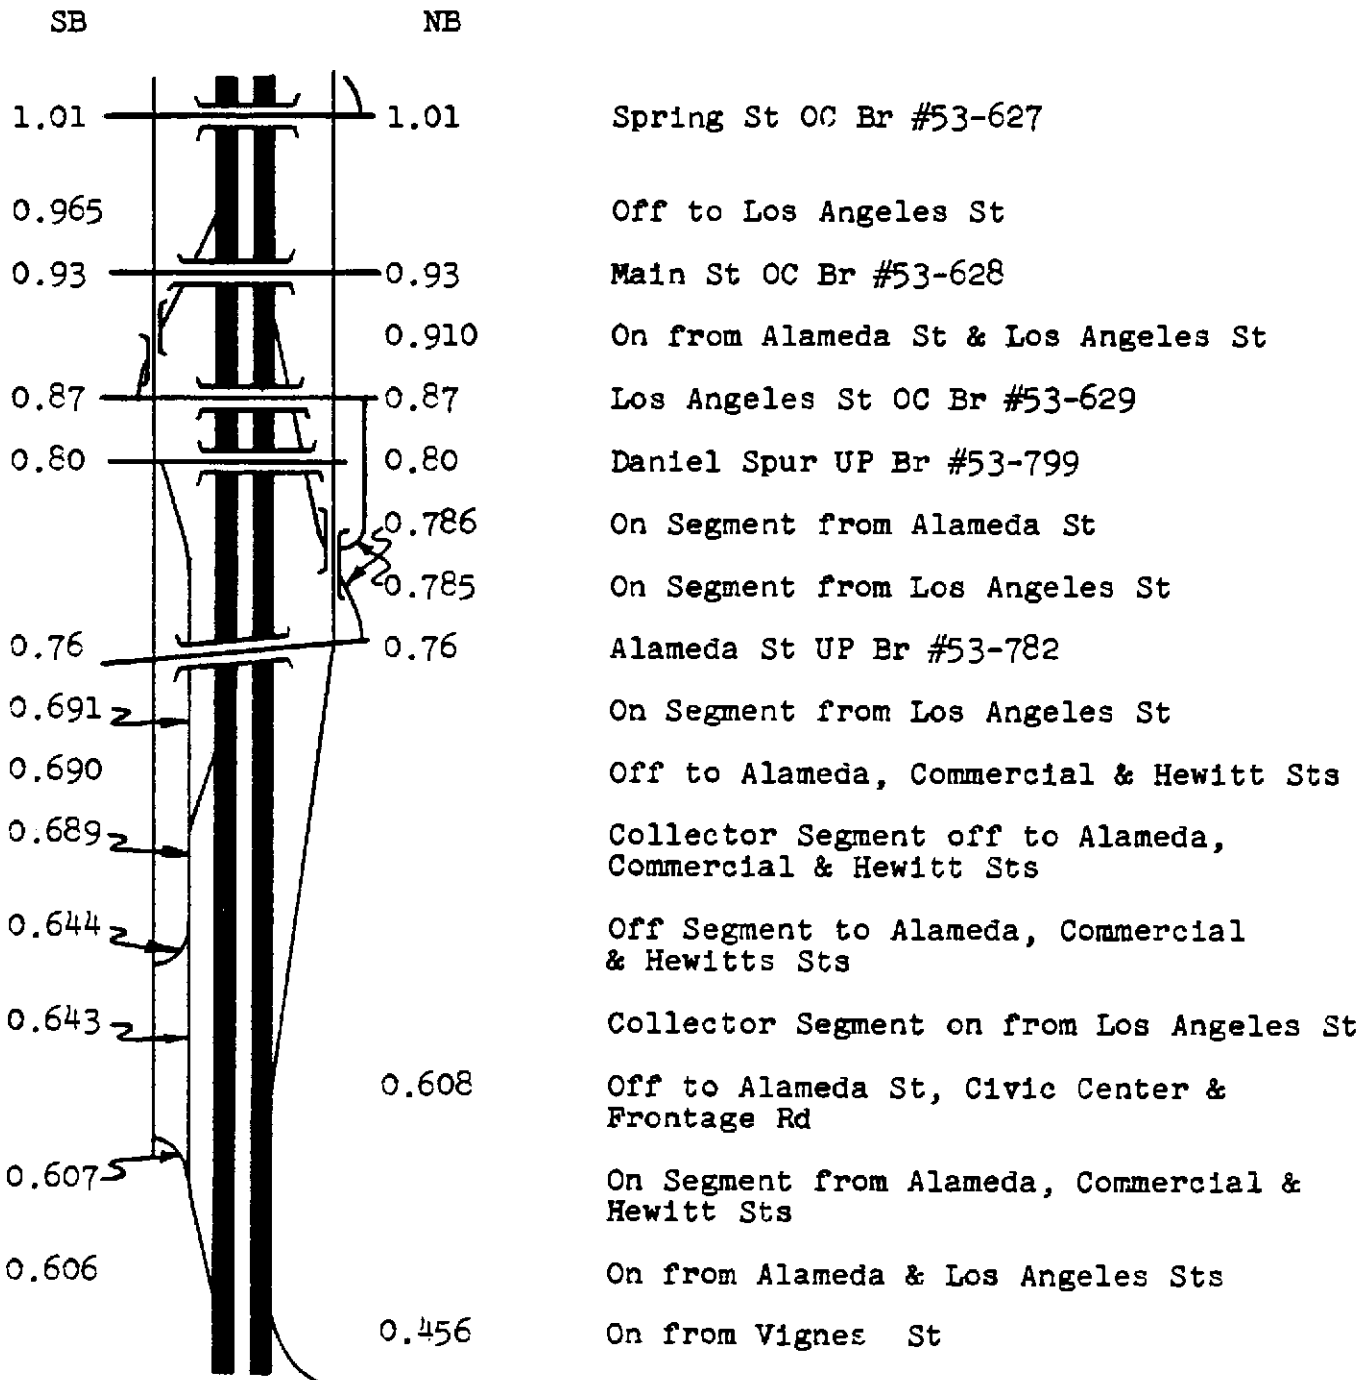 SB NB
1.01 1.01 Spring St OC Br #53-627
0.965 Off to Los Angeles St
0.93 0.93 Main St OC Br #53-628
0.910 On from Alameda St & Los Angeles St
0.87 0.87 Los Angeles St OC Br #53-629
0.80 0.80 Daniel Spur UP Br #53-799
0.786 On Segment from Alameda St
0.785 On Segment from Los Angeles St
0.76 0.76 Alameda St UP Br #53-782
0.691 On Segment from Los Angeles St
0.690 Off to Alameda, Commercial & Hewitt Sts
0.689 Collector Segment off to Alameda,
Commercial & Hewitt Sts
0.644 Off Segment to Alameda, Commercial
& Hewitts Sts
0.643 Collector Segment on from Los Angeles St
0.608 Off to Alameda St, Civic Center &
Frontage Rd
0.607 On Segment from Alameda, Commercial &
Hewitt Sts
0.606 On from Alameda & Los Angeles Sts
0.456 On from Vignes St